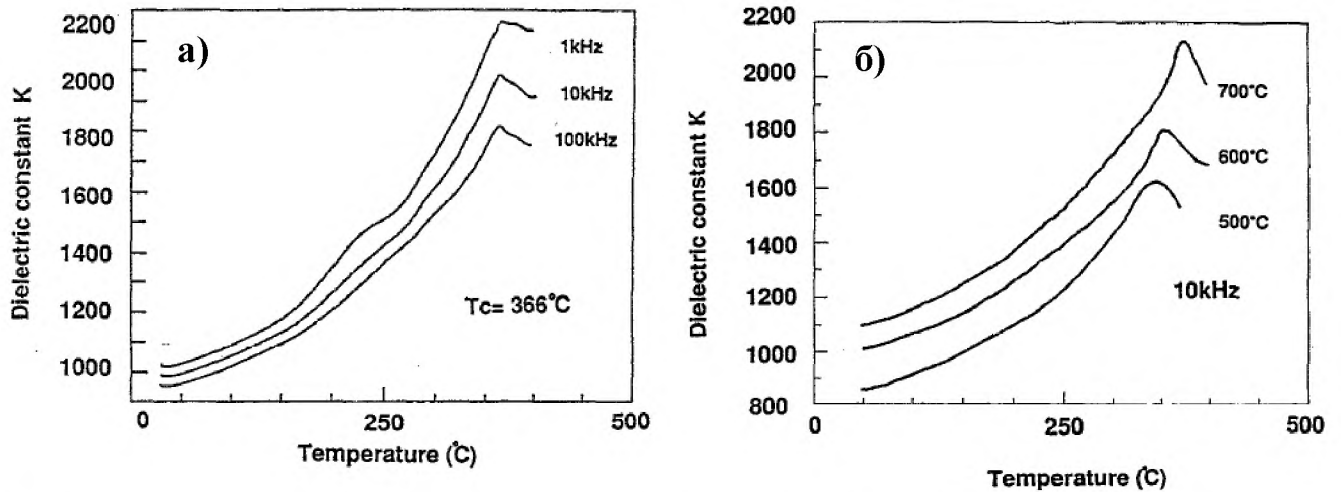 а)
2200
2000
1800
1600
1400
1200
1000
Dielectric constant K
1kHz
10kHz
100kHz
Tc= 366°C
0
250
500
Temperature (°C)
б)
2200
2000
1800
1600
1400
1200
1000
800
Dielectric constant K
700°C
600°C
500°C
10kHz
0
250
500
Temperature (°C)